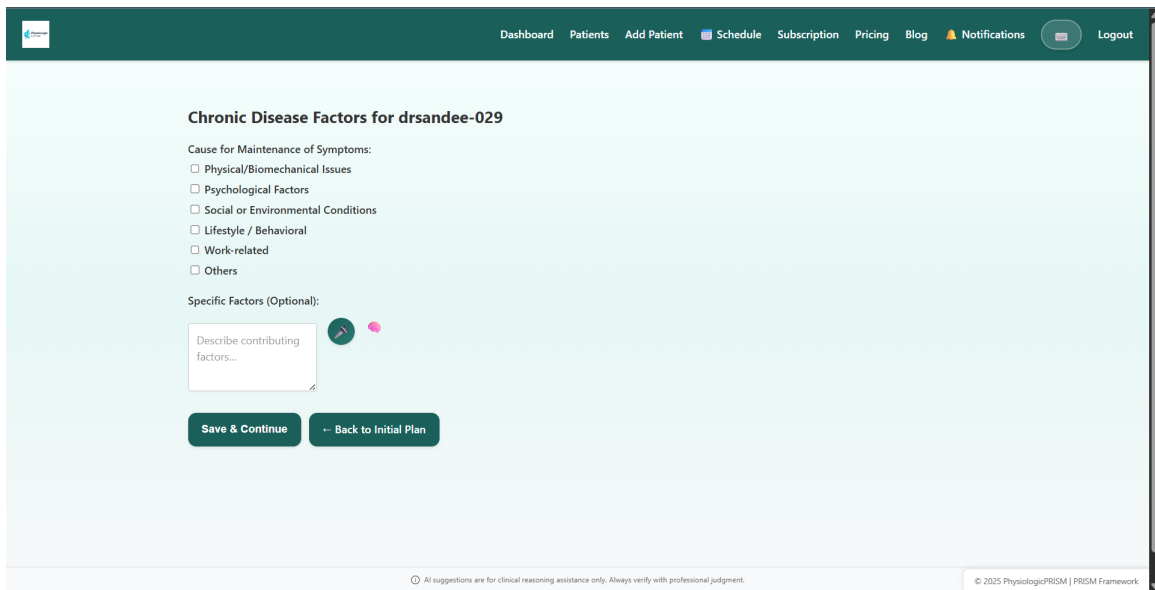 Dashboard Patients Add Patient Schedule Subscription Pricing Blog Notifications Logout
Chronic Disease Factors for drsandee-029
Cause for Maintenance of Symptoms:
Physical/Biomechanical Issues
Psychological Factors
Social or Environmental Conditions
Lifestyle / Behavioral
Work-related
Others
Specific Factors (Optional):
Describe contributing
factors...
Save & Continue
← Back to Initial Plan
AI suggestions are for clinical reasoning assistance only. Always verify with professional judgment.
© 2025 PhysiologicPRISM | PRISM Framework